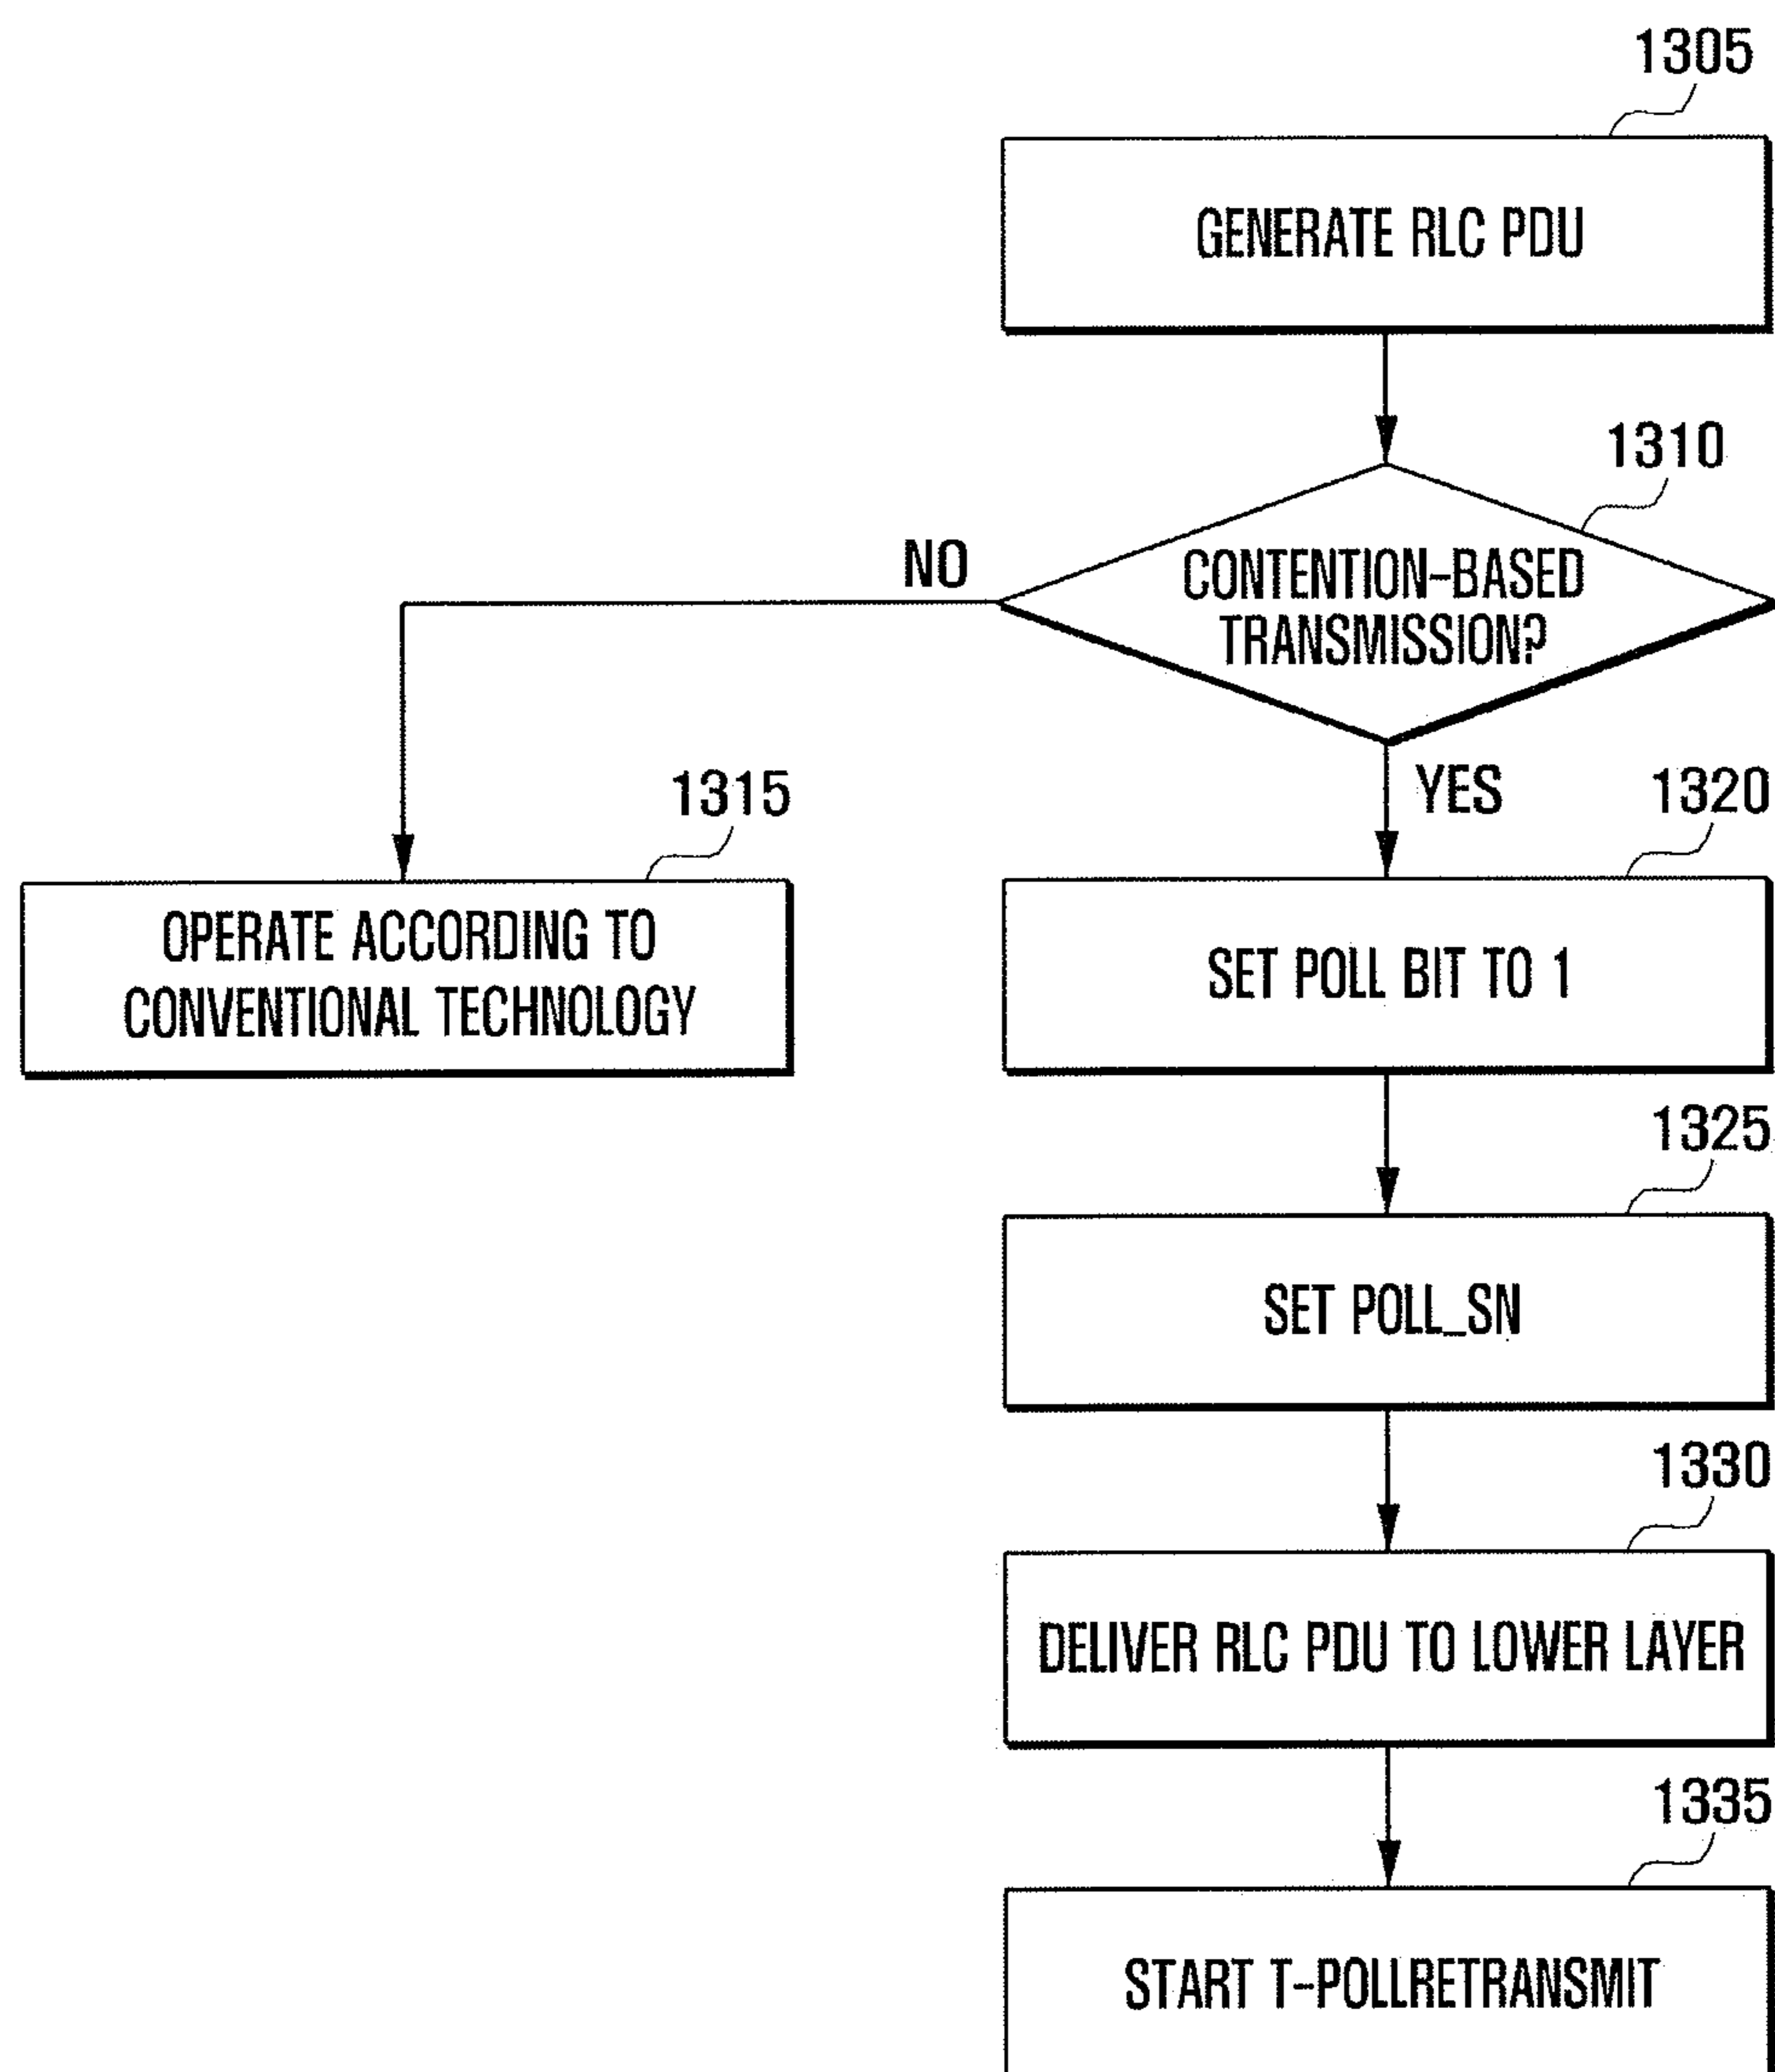 1305
GENERATE RLC PDU
1310
CONTENTION-BASED
TRANSMISSION?
NO
YES
1315
OPERATE ACCORDING TO
CONVENTIONAL TECHNOLOGY
1320
SET POLL BIT TO 1
1325
SET POLL_SN
1330
DELIVER RLC PDU TO LOWER LAYER
1335
START T-POLLRETRANSMIT